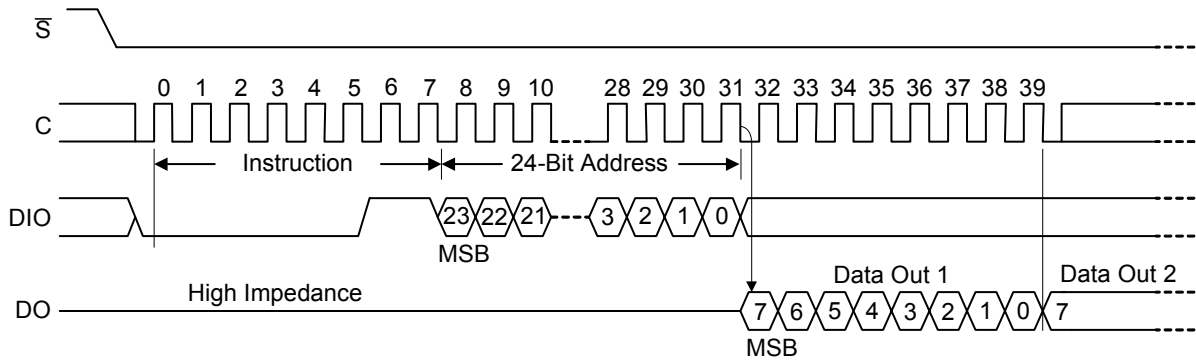 S
0 1 2 3 4 5 6 7 8 9 10 28 29 30 31 32 33 34 35 36 37 38 39
C
Instruction 24-Bit Address
DIO 23 22 21 3 2 1 0
MSB
High Impedance Data Out 1 Data Out 2
DO 7 6 5 4 3 2 1 0 7
MSB